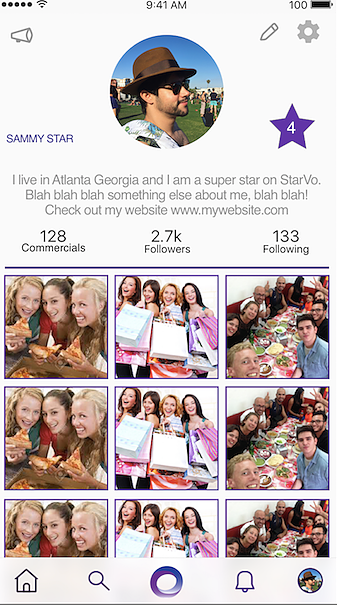 9:41 AM
100
4
SAMMY STAR
I live in Atlanta Georgia and I am a super star on StarVo.
Blah blah blah something else about me, blah blah!
Check out my website www.mywebsite.com
128
2.7k
133
Commercials
Followers
Following